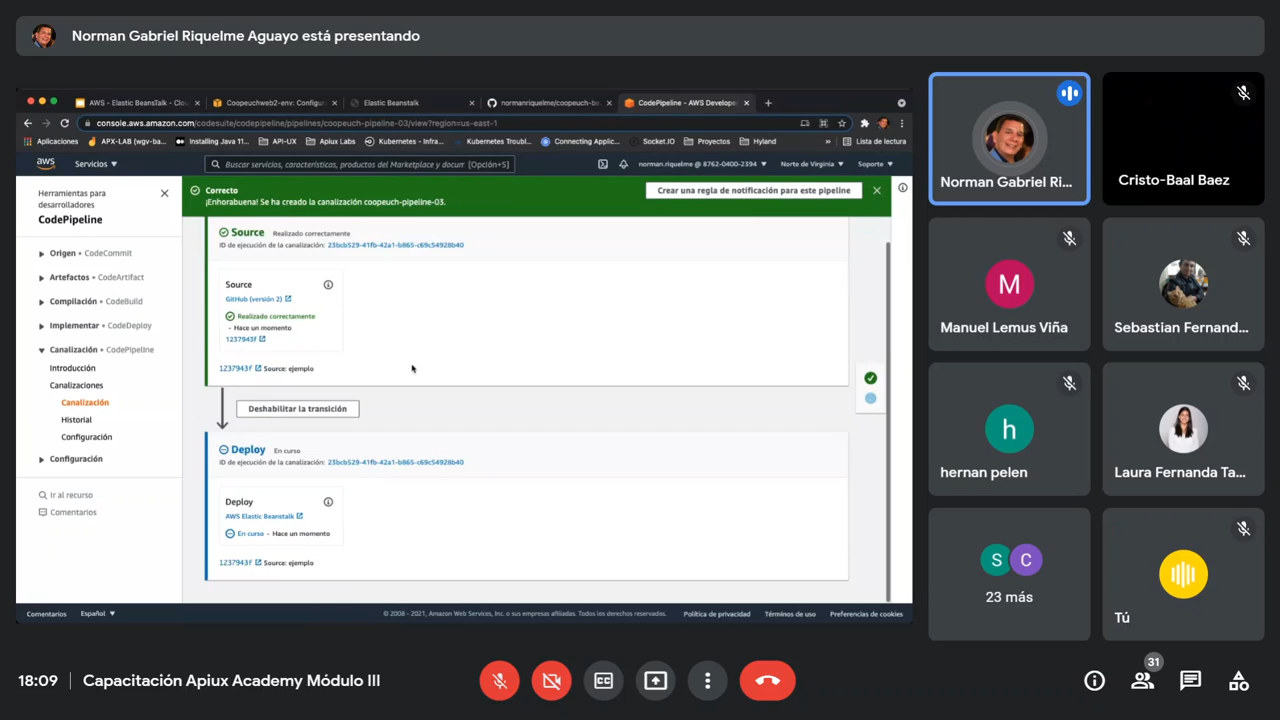 Norman Gabriel Riquelme Aguayo está presentando
AWS - Elastic BeansTalk - Clou
Coopeuchweb2-env: Configur
Elastic Beanstalk
normanriquelme/coopeuch-be
CodePipeline - AWS Develope
console.aws.amazon.com/codesuite/codepipeline/pipelines/coopeuch-pipeline-03/view?region=us-east-1
Aplicaciones
APX-LAB (wgv-ba...
Installing Java 11...
API-UX
Apiux Labs
Kubernetes - Infra...
Kubernetes Troubl...
Connecting Applic...
Socket.IO
Proyectos
Hyland
»
Lista de lectura
aws
Servicios
Buscar servicios, características, productos del Marketplace y docum
[Opción+S]
norman.riquelme @ 8762-0400-2394
Norte de Virginia
Soporte
Herramientas para
desarrolladores
CodePipeline
Origen • CodeCommit
Artefactos • CodeArtifact
Compilación • CodeBuild
Implementar • CodeDeploy
Canalización • CodePipeline
Introducción
Canalizaciones
Canalización
Historial
Configuración
Configuración
Ir al recurso
Comentarios
Correcto
¡Enhorabuena! Se ha creado la canalización coopeuch-pipeline-03.
Crear una regla de notificación para este pipeline
Source Realizado correctamente
ID de ejecución de la canalización: 23bcb529-41fb-42a1-b865-c69c54928b40
Source
GitHub (versión 2)
Realizado correctamente
- Hace un momento
1237943f
1237943f Source: ejemplo
Deshabilitar la transición
Deploy En curso
ID de ejecución de la canalización: 23bcb529-41fb-42a1-b865-c69c54928b40
Deploy
AWS Elastic Beanstalk
En curso - Hace un momento
1237943f Source: ejemplo
Comentarios
Español
© 2008 - 2021, Amazon Web Services, Inc. o sus empresas afiliadas. Todos los derechos reservados.
Política de privacidad
Términos de uso
Preferencias de cookies
Norman Gabriel Ri...
Cristo-Baal Baez
M
Manuel Lemus Viña
Sebastian Fernand...
h
hernan pelen
Laura Fernanda Ta...
S C
23 más
Tú
18:09
Capacitación Apiux Academy Módulo III
31